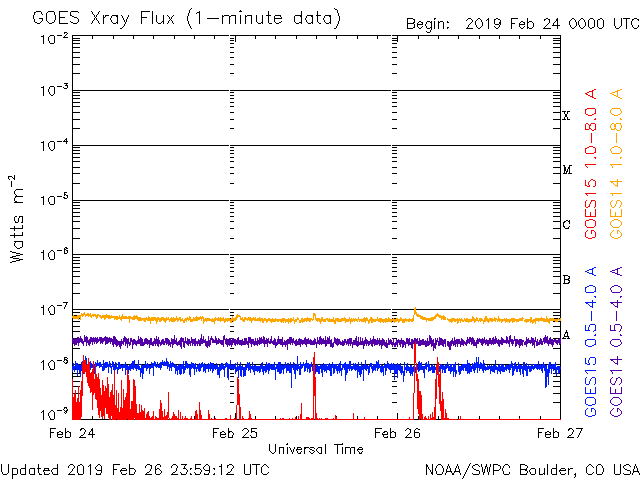 GOES Xray Flux (1-minute data)
Begin: 2019 Feb 24 0000 UTC
10-2
10-3
10-4
10-5
10-6
10-7
10-8
10-9
Watts m-2
X
M
C
B
A
GOES15 1.0-8.0 A
GOES14 1.0-8.0 A
GOES15 0.5-4.0 A
GOES14 0.5-4.0 A
Feb 24 Feb 25 Feb 26 Feb 27
Universal Time
Updated 2019 Feb 26 23:59:12 UTC
NOAA/SWPC Boulder, CO USA